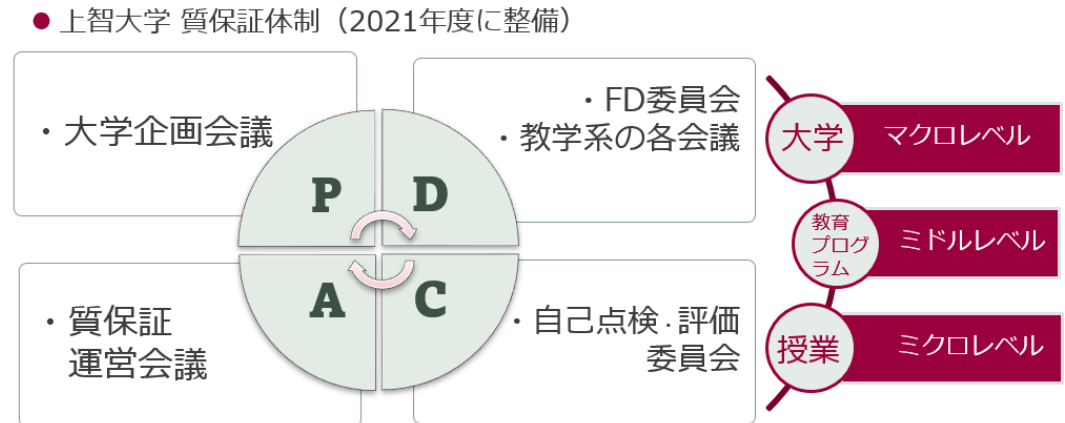 ● 上智大学 質保証体制（2021年度に整備）
・大学企画会議
・FD委員会
・教学系の各会議
P
D
A
C
・質保証
運営会議
・自己点検・評価
委員会
大学
マクロレベル
教育
プログ
ラム
ミドルレベル
授業
ミクロレベル